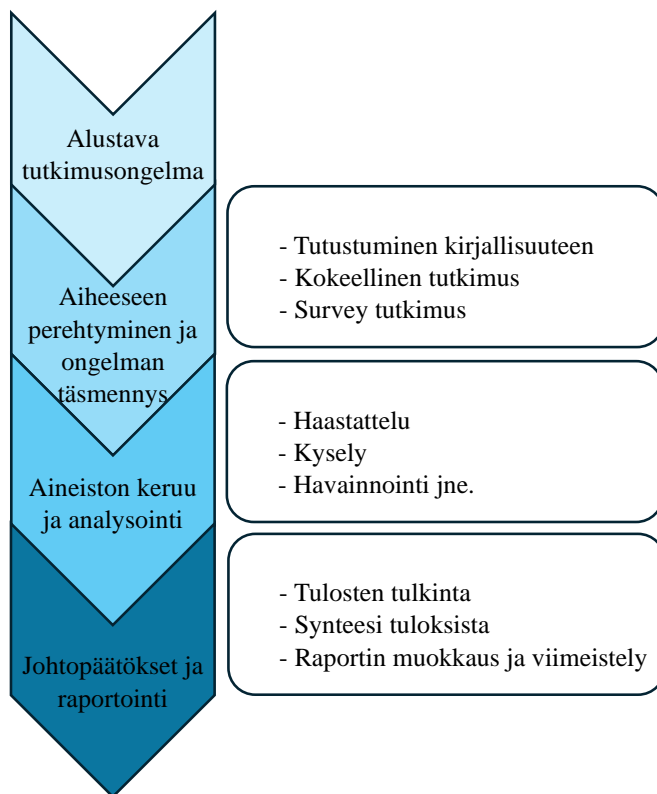 Alustava
tutkimusongelma
Aiheeseen
perehtyminen ja
ongelman
täsmennys
- Tutustuminen kirjallisuuteen
- Kokeellinen tutkimus
- Survey tutkimus
Aineiston keruu
ja analysointi
- Haastattelu
- Kysely
- Havainnointi jne.
Johtopäätökset ja
raportointi
- Tulosten tulkinta
- Synteesi tuloksista
- Raportin muokkaus ja viimeistely